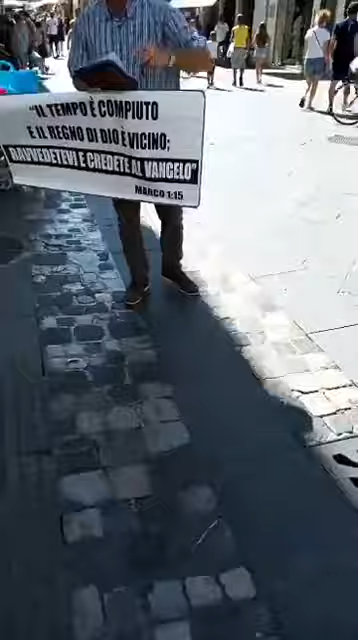 "IL TEMPO È COMPIUTO
E IL REGNO DI DIO È VICINO;
RAVVEDETEVI E CREDETE AL VANGELO"
MARCO 1:15